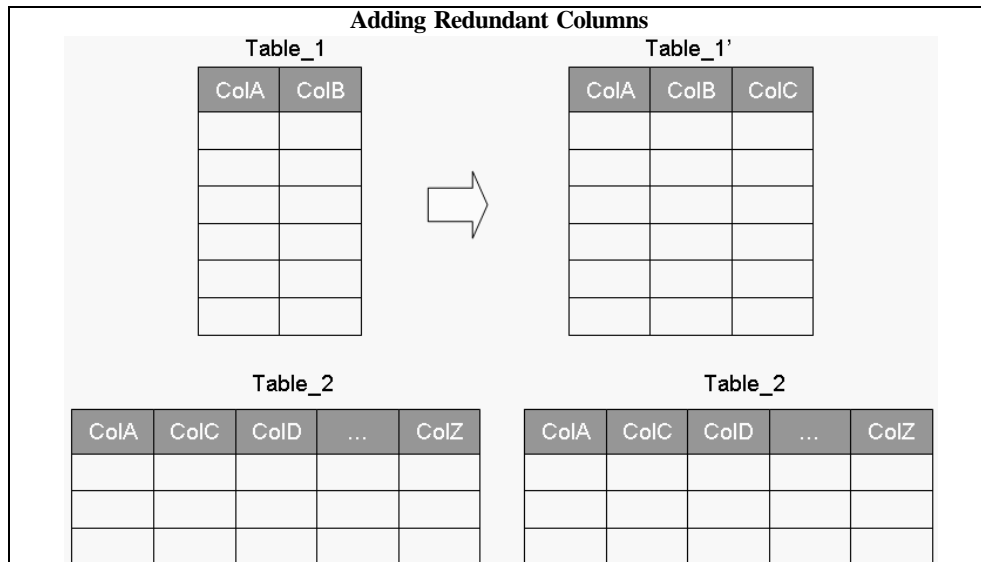 Adding Redundant Columns
Table_1 Table_1’
ColA ColB ColA ColB ColC
Table_2 Table_2
ColA ColC ColD ... ColZ ColA ColC ColD ... ColZ